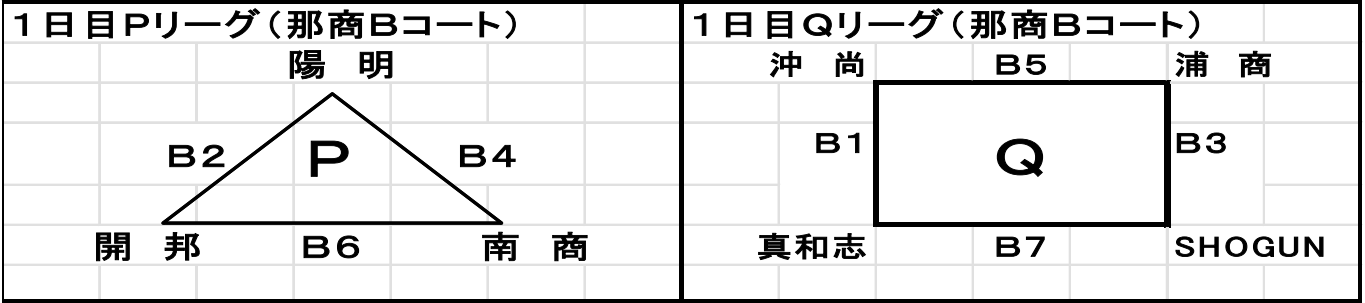 1日目Pリーグ(那商Bコート)
陽 明
B2
P
B4
開 邦
B6
南 商
1日目Qリーグ(那商Bコート)
沖 尚
B5
浦 商
B1
Q
B3
真和志
B7
SHOGUN